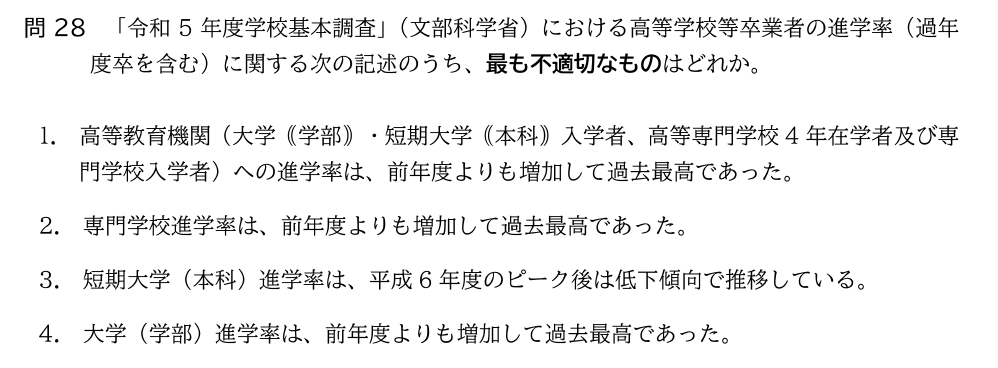 問 28 「令和 5 年度学校基本調査」（文部科学省）における高等学校等卒業者の進学率（過年
度卒を含む）に関する次の記述のうち、最も不適切なものはどれか。
1. 高等教育機関（大学《学部》・短期大学《本科》入学者、高等専門学校 4 年在学者及び専
門学校入学者）への進学率は、前年度よりも増加して過去最高であった。
2. 専門学校進学率は、前年度よりも増加して過去最高であった。
3. 短期大学（本科）進学率は、平成 6 年度のピーク後は低下傾向で推移している。
4. 大学（学部）進学率は、前年度よりも増加して過去最高であった。